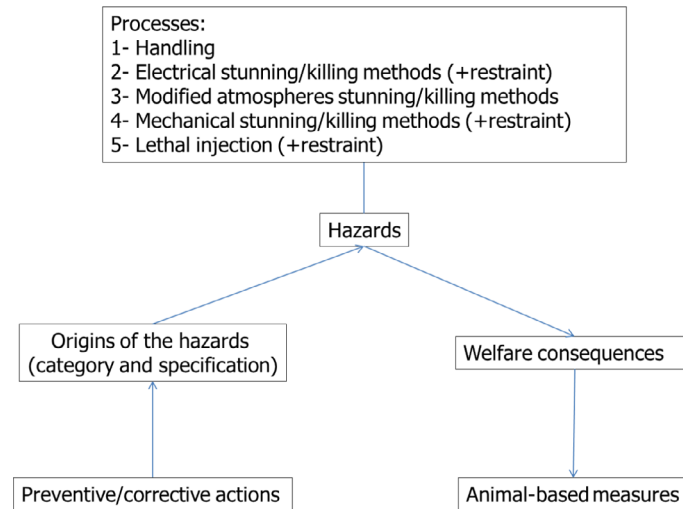 Processes:
1- Handling
2- Electrical stunning/killing methods (+restraint)
3- Modified atmospheres stunning/killing methods
4- Mechanical stunning/killing methods (+restraint)
5- Lethal injection (+restraint)
Hazards
Origins of the hazards
(category and specification)
Welfare consequences
Preventive/corrective actions
Animal-based measures